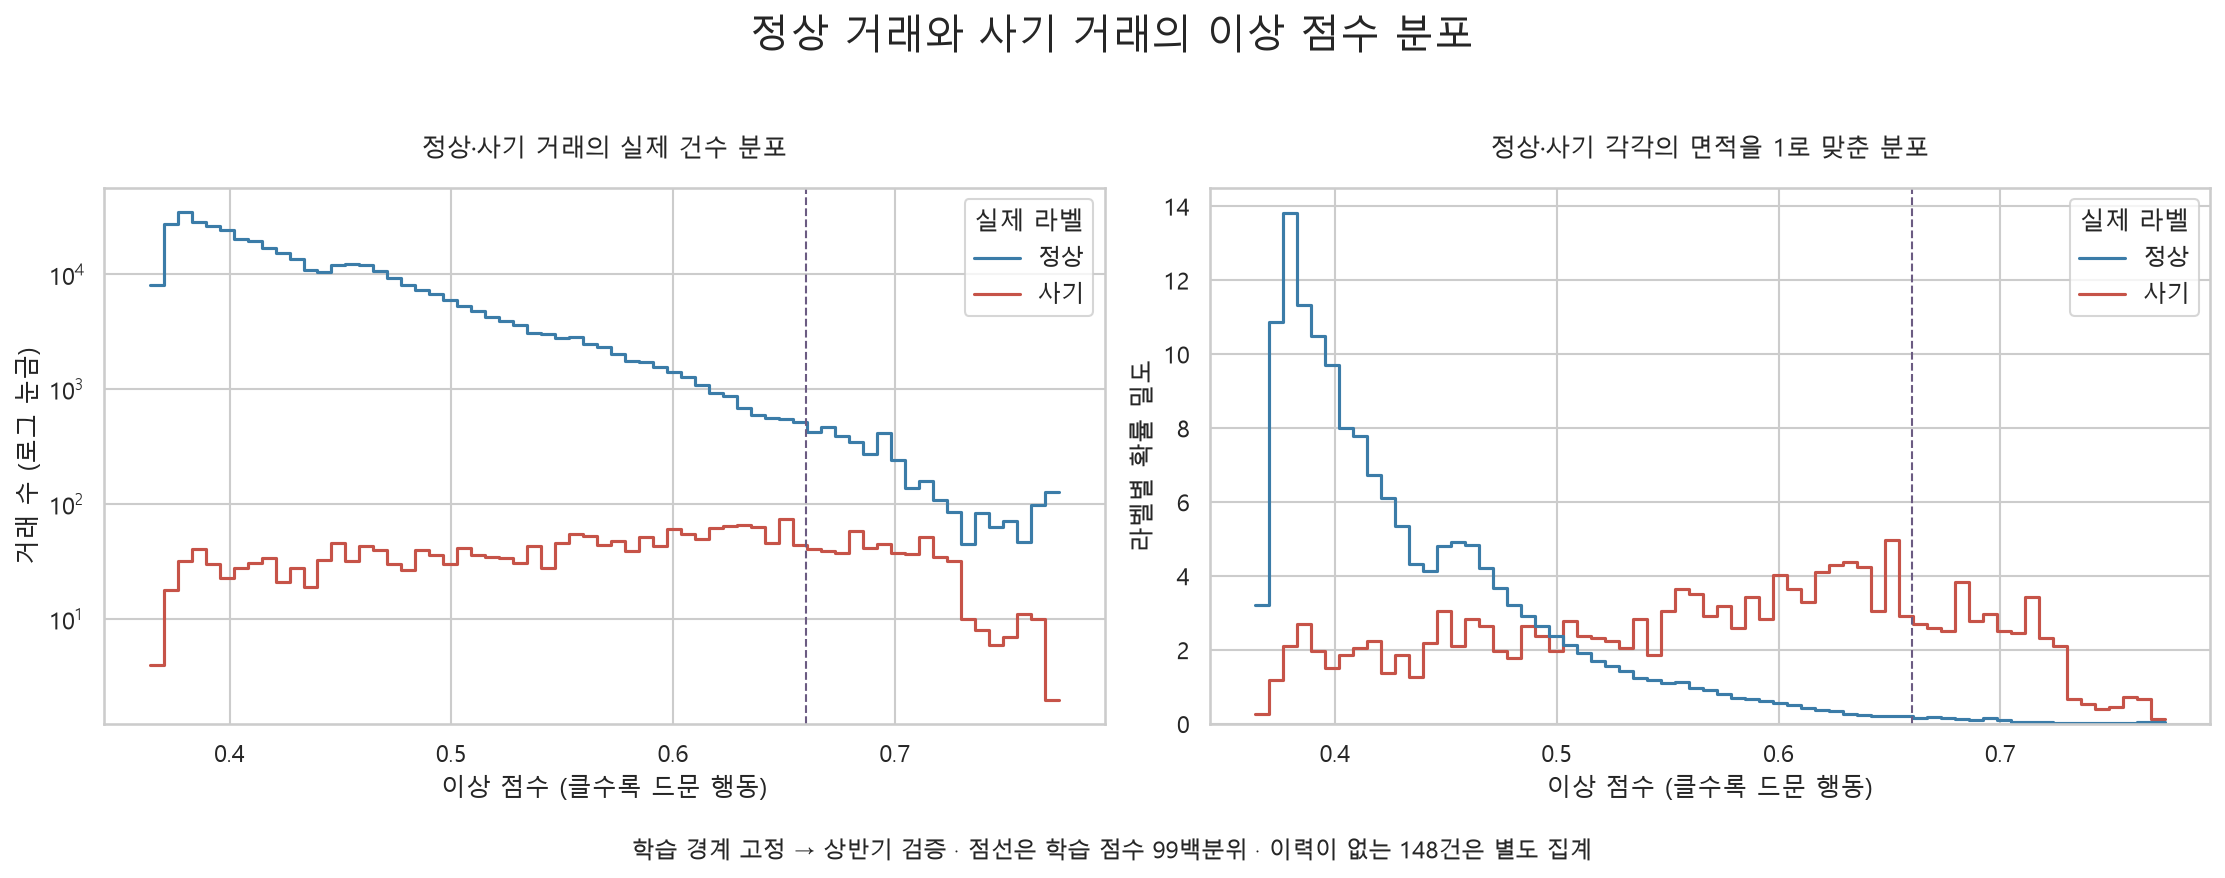 정상 거래와 사기 거래의 이상 점수 분포
정상·사기 거래의 실제 건수 분포
거래 수 (로그 눈금)
10⁴
10³
10²
10¹
실제 라벨
정상
사기
0.4 0.5 0.6 0.7
이상 점수 (클수록 드문 행동)
정상·사기 각각의 면적을 1로 맞춘 분포
라벨별 확률 밀도
14
12
10
8
6
4
2
0
실제 라벨
정상
사기
0.4 0.5 0.6 0.7
이상 점수 (클수록 드문 행동)
학습 경계 고정 → 상반기 검증 · 점선은 학습 점수 99백분위 · 이력이 없는 148건은 별도 집계